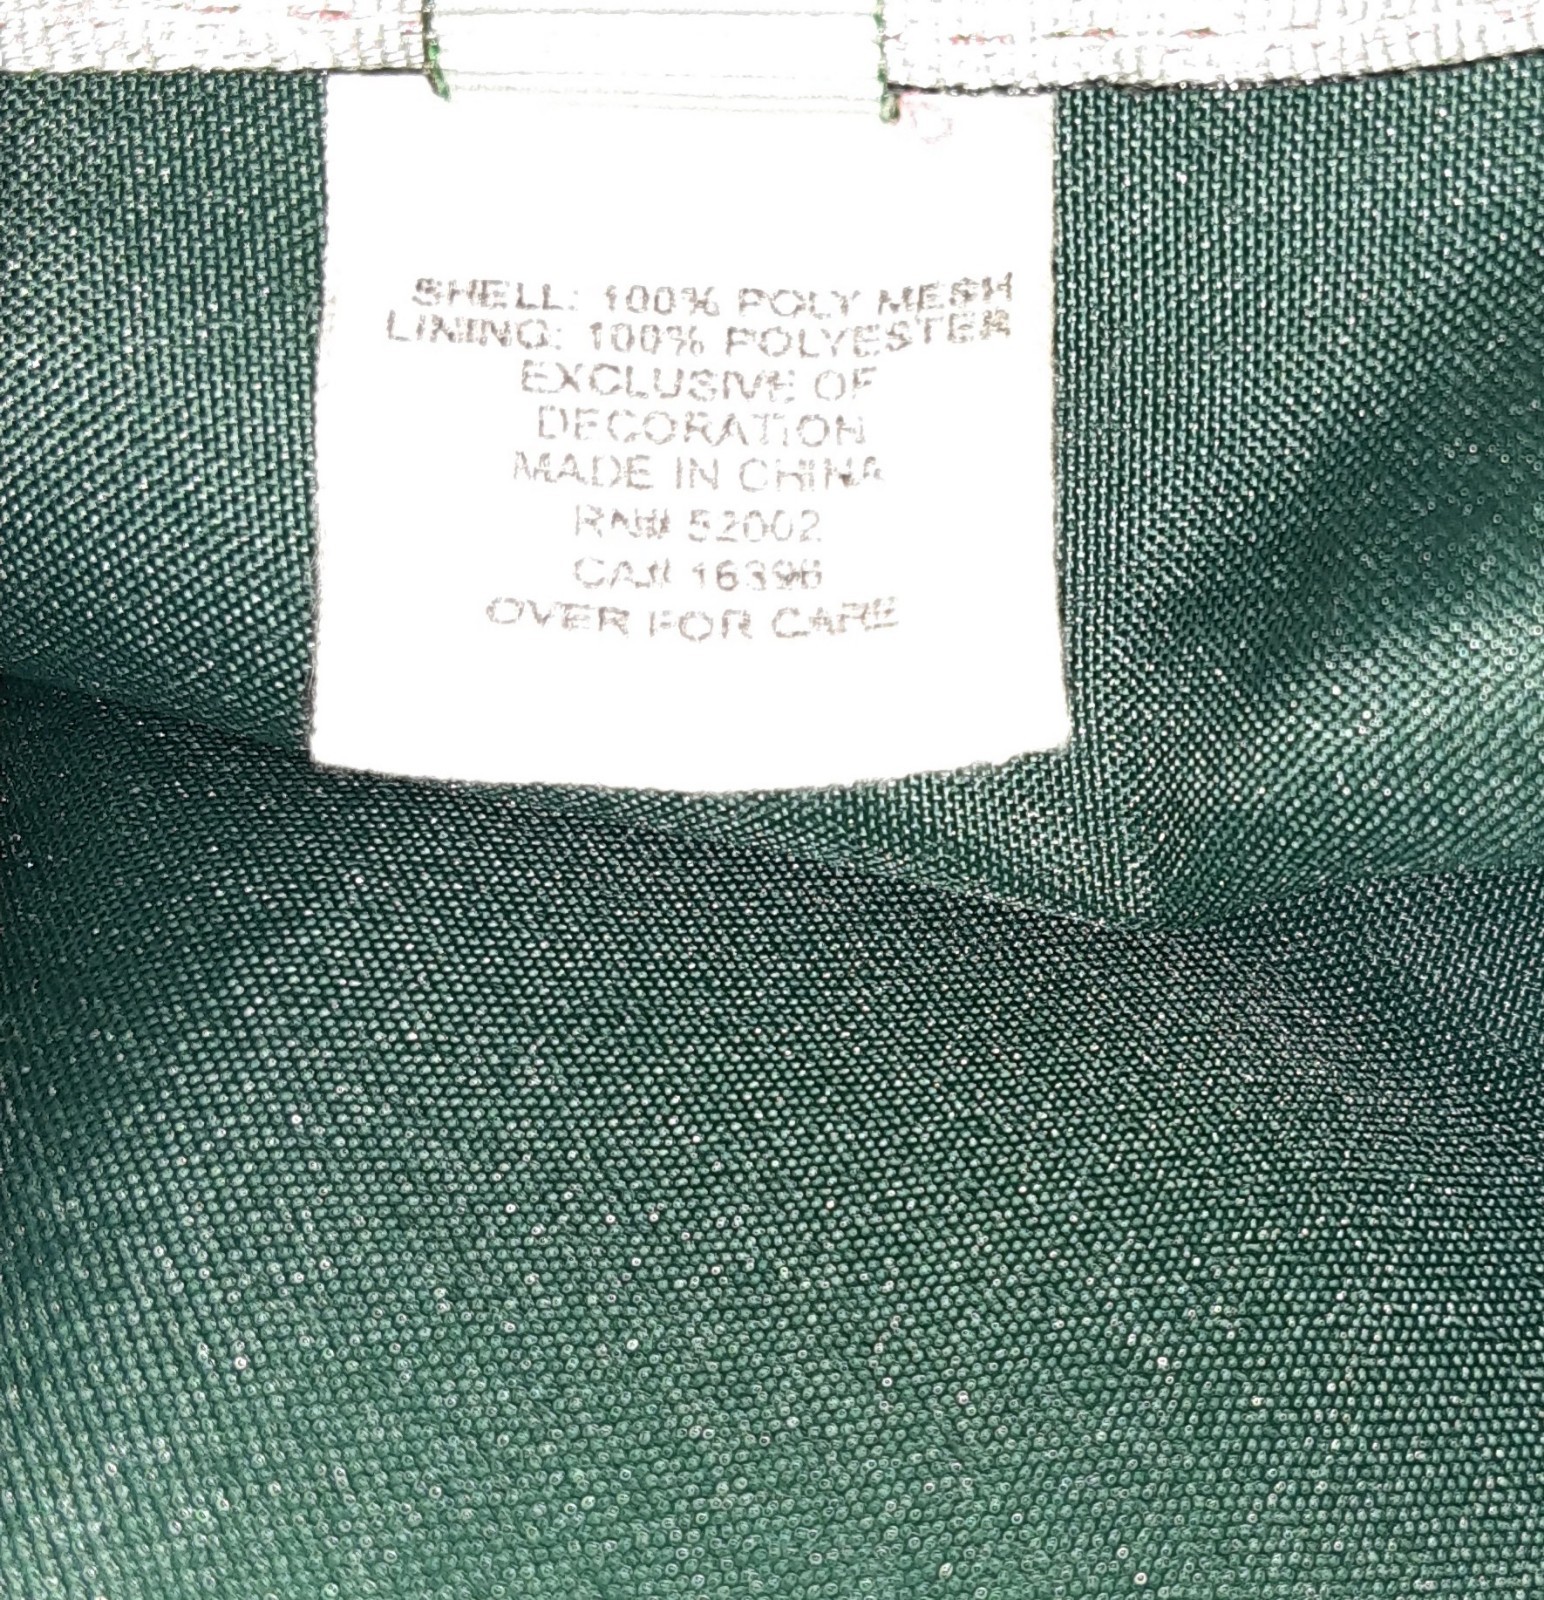 SHELL: 100% POLY MESH
LINING: 100% POLYESTER
EXCLUSIVE OF
DECORATION
MADE IN CHINA
RN# 52002
CA# 16396
OVER FOR CARE